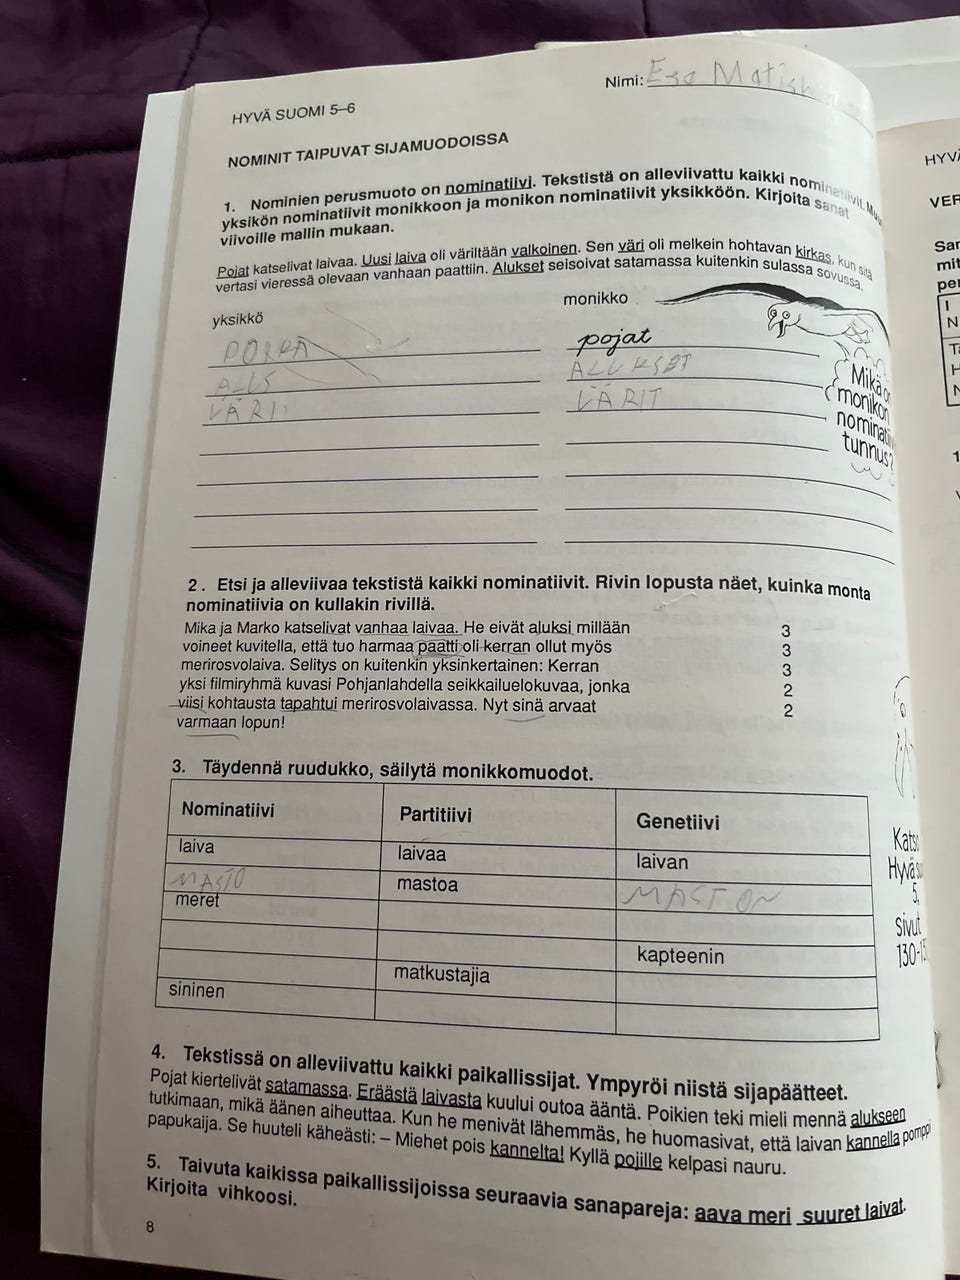 Nimi: Esa
HYVÄ SUOMI 5–6
NOMINIT TAIPUVAT SIJAMUODOISSA
1. Nominien perusmuoto on nominatiivi. Tekstistä on alleviivattu kaikki nominatiivit.
yksikön nominatiivit monikkoon ja monikon nominatiivit yksikköön. Kirjoita sanat
viivoille mallin mukaan.
Pojat katselivat laivaa. Uusi laiva oli väriltään valkoinen. Sen väri oli melkein hohtavan kirkas, kun sitä
vertasi vieressä olevaan vanhaan paattiin. Alukset seisoivat satamassa kuitenkin sulassa sovussa.
yksikkö monikko
pojat
ALUS ALUKSET
VÄRI VÄRIT
Mikä on
monikon
nominatiivin
tunnus?
2. Etsi ja alleviivaa tekstistä kaikki nominatiivit. Rivin lopusta näet, kuinka monta
nominatiivia on kullakin rivillä.
Mika ja Marko katselivat vanhaa laivaa. He eivät aluksi millään 3
voineet kuvitella, että tuo harmaa paatti oli kerran ollut myös 3
merirosvolaiva. Selitys on kuitenkin yksinkertainen: Kerran 3
yksi filmiryhmä kuvasi Pohjanlahdella seikkailuelokuvaa, jonka 2
viisi kohtausta tapahtui merirosvolaivassa. Nyt sinä arvaat 2
varmaan lopun!
3. Täydennä ruudukko, säilytä monikkomuodot.
Nominatiivi Partitiivi Genetiivi
laiva laivaa laivan
MASTO mastoa MASTON
meret
kapteenin
matkustajia
sininen
Katso
Hyvä
5,
sivut
4. Tekstissä on alleviivattu kaikki paikallissijat. Ympyröi niistä sijapäätteet.
Pojat kiertelivät satamassa. Eräästä laivasta kuului outoa ääntä. Poikien teki mieli mennä alukseen
tutkimaan, mikä äänen aiheuttaa. Kun he menivät lähemmäs, he huomasivat, että laivan kannella pomppi
papukaija. Se huuteli käheästi: – Miehet pois kannelta! Kyllä pojille kelpasi nauru.
5. Taivuta kaikissa paikallissijoissa seuraavia sanapareja: aava meri suuret laivat.
Kirjoita vihkoosi.
8